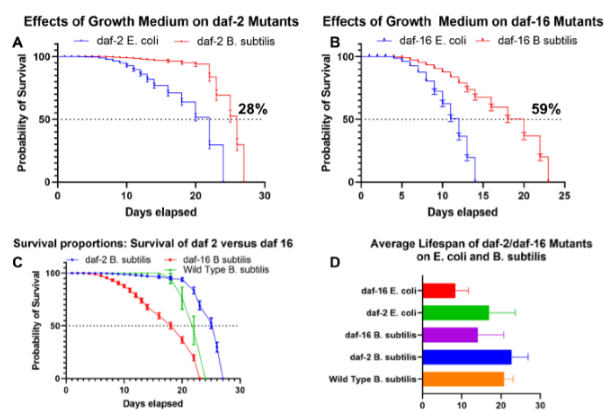 Effects of Growth Medium on daf-2 Mutants
A
daf-2 E. coli daf-2 B. subtilis
Probability of Survival
100
50
0
28%
0 10 20 30
Days elapsed
Effects of Growth Medium on daf-16 Mutants
B
daf-16 E. coli daf-16 B subtilis
Probability of Survival
100
50
0
59%
0 5 10 15 20 25
Days elapsed
Survival proportions: Survival of daf 2 versus daf 16
C
daf-2 B. subtilis daf-16 B subtilis
Wild Type B. subtilis
Probability of Survival
100
50
0
0 10 20 30
Days elapsed
Average Lifespan of daf-2/daf-16 Mutants
D
on E. coli and B. subtilis
daf-16 E. coli
daf-2 E. coli
daf-16 B. subtilis
daf-2 B. subtilis
Wild Type B. subtilis
0 10 20 30